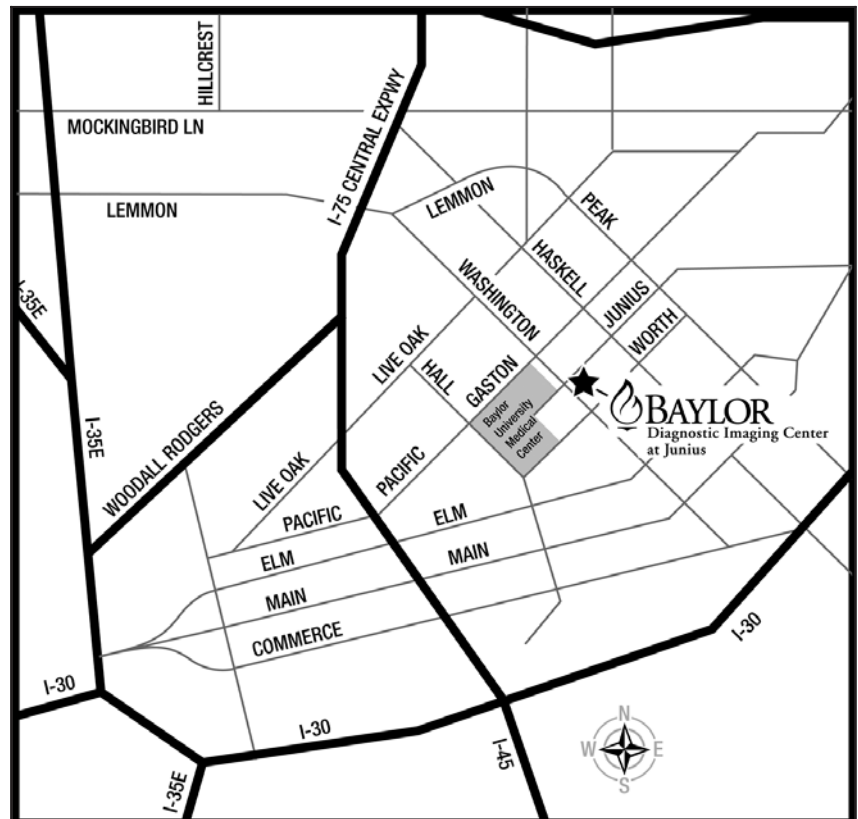 HILLCREST
MOCKINGBIRD LN
I-75 CENTRAL EXPWY
LEMMON
LEMMON
PEAK
HASKELL
WASHINGTON
JUNIUS
WORTH
I-35E
LIVE OAK
HALL
GASTON
Baylor
University
Medical
Center
BAYLOR
Diagnostic Imaging Center
at Junius
I-35E
WOODALL RODGERS
LIVE OAK
PACIFIC
PACIFIC
ELM
ELM
MAIN
MAIN
COMMERCE
I-30
I-30
I-30
I-45
I-35E
N
W
E
S